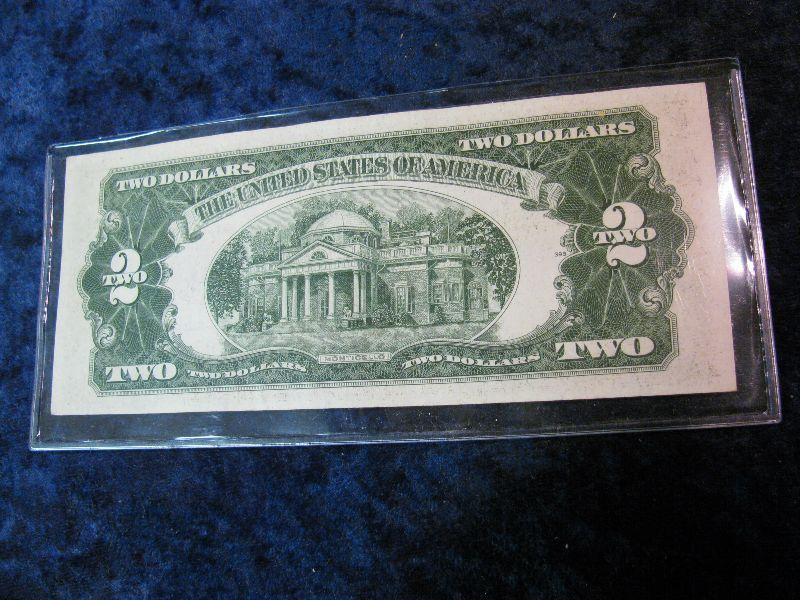 TWO DOLLARS
TWO DOLLARS
THE UNITED STATES OF AMERICA
2
TWO
2
TWO
TWO
TWO DOLLARS
MONTICELLO
TWO DOLLARS
TWO